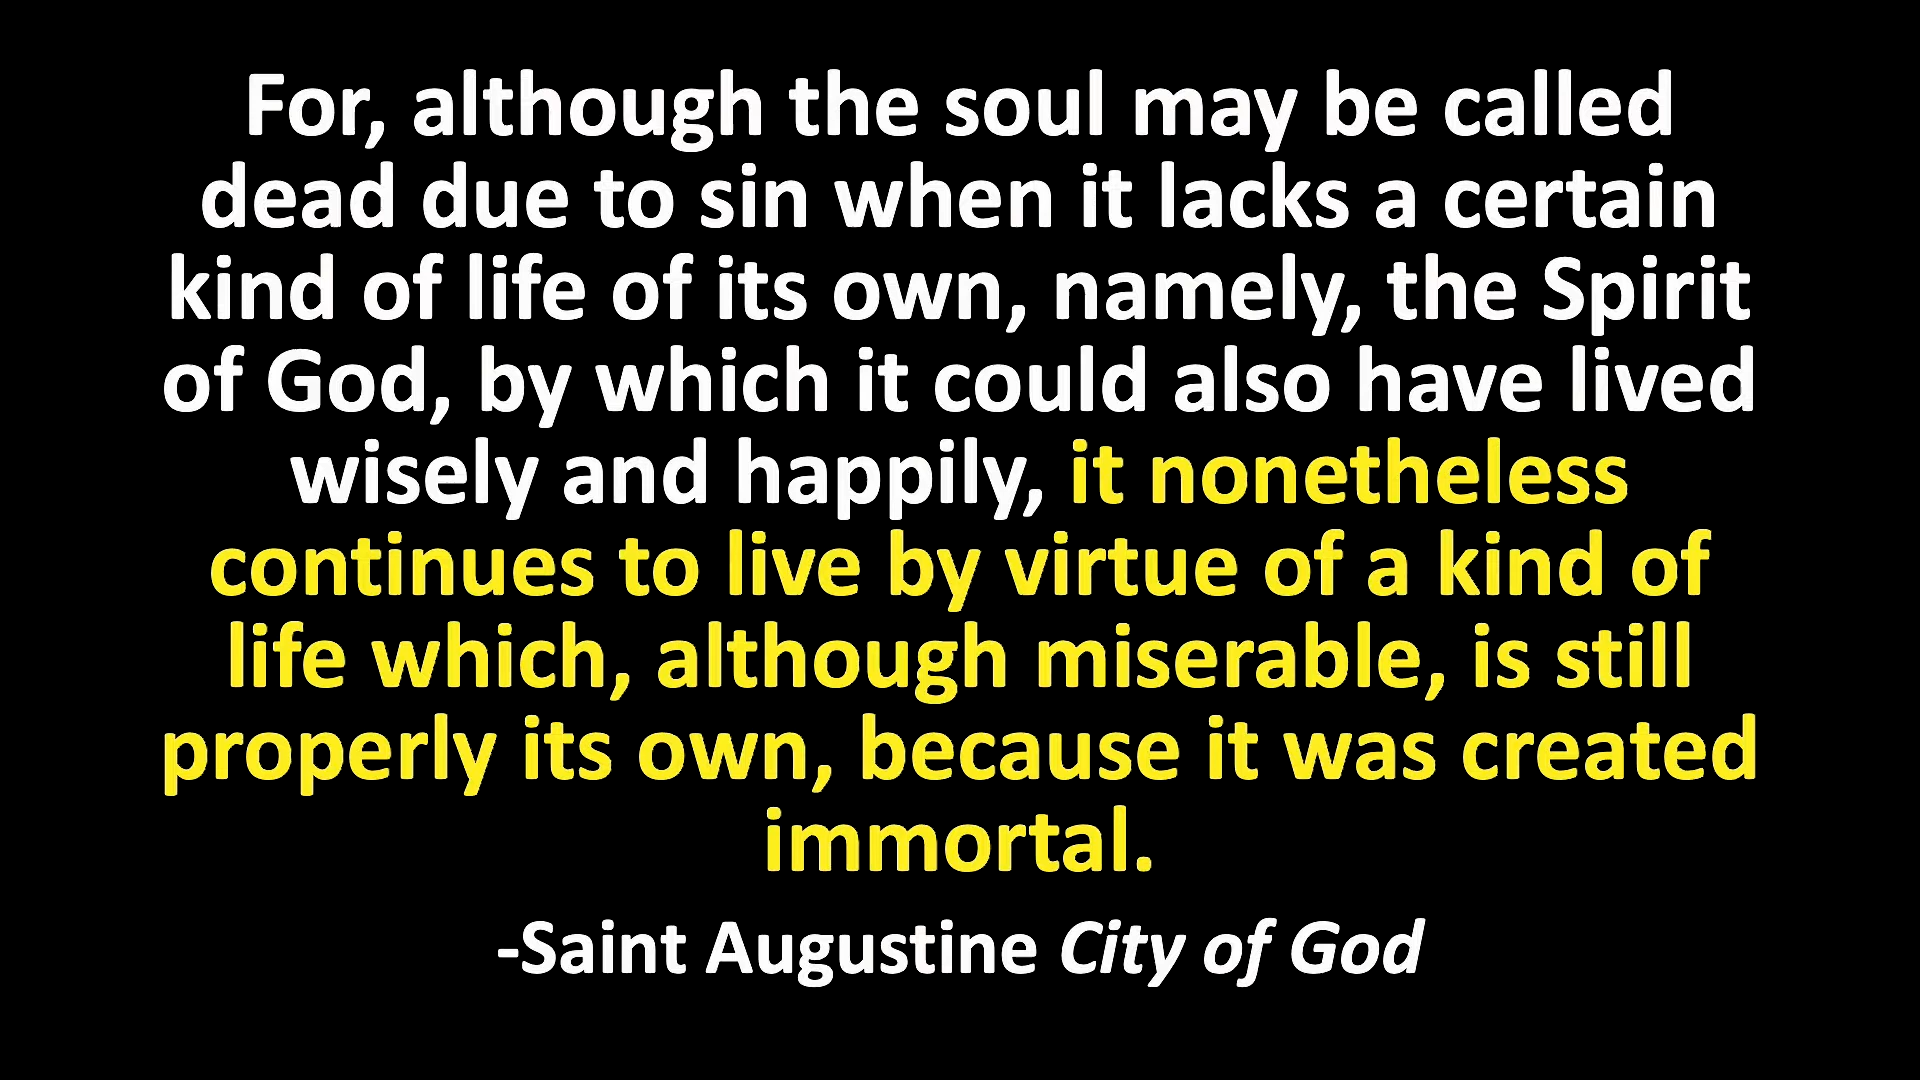 For, although the soul may be called
dead due to sin when it lacks a certain
kind of life of its own, namely, the Spirit
of God, by which it could also have lived
wisely and happily, it nonetheless
continues to live by virtue of a kind of
life which, although miserable, is still
properly its own, because it was created
immortal.
-Saint Augustine City of God